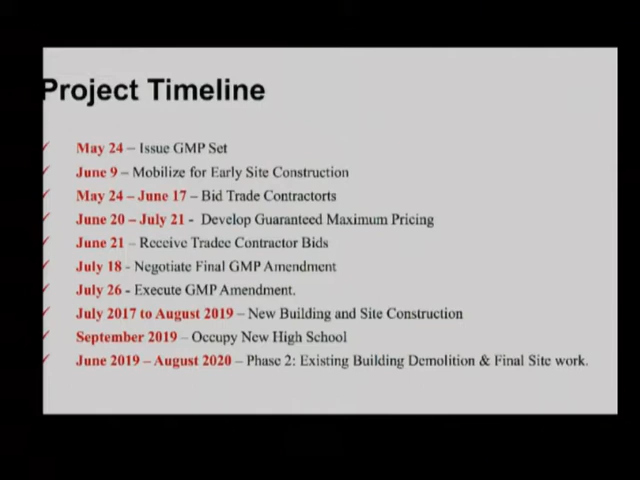 Project Timeline
✓ May 24 – Issue GMP Set
✓ June 9 – Mobilize for Early Site Construction
✓ May 24 – June 17 – Bid Trade Contractorts
✓ June 20 – July 21 - Develop Guaranteed Maximum Pricing
✓ June 21 – Receive Tradee Contractor Bids
✓ July 18 - Negotiate Final GMP Amendment
✓ July 26 - Execute GMP Amendment.
✓ July 2017 to August 2019 – New Building and Site Construction
✓ September 2019 – Occupy New High School
✓ June 2019 – August 2020 – Phase 2: Existing Building Demolition & Final Site work.